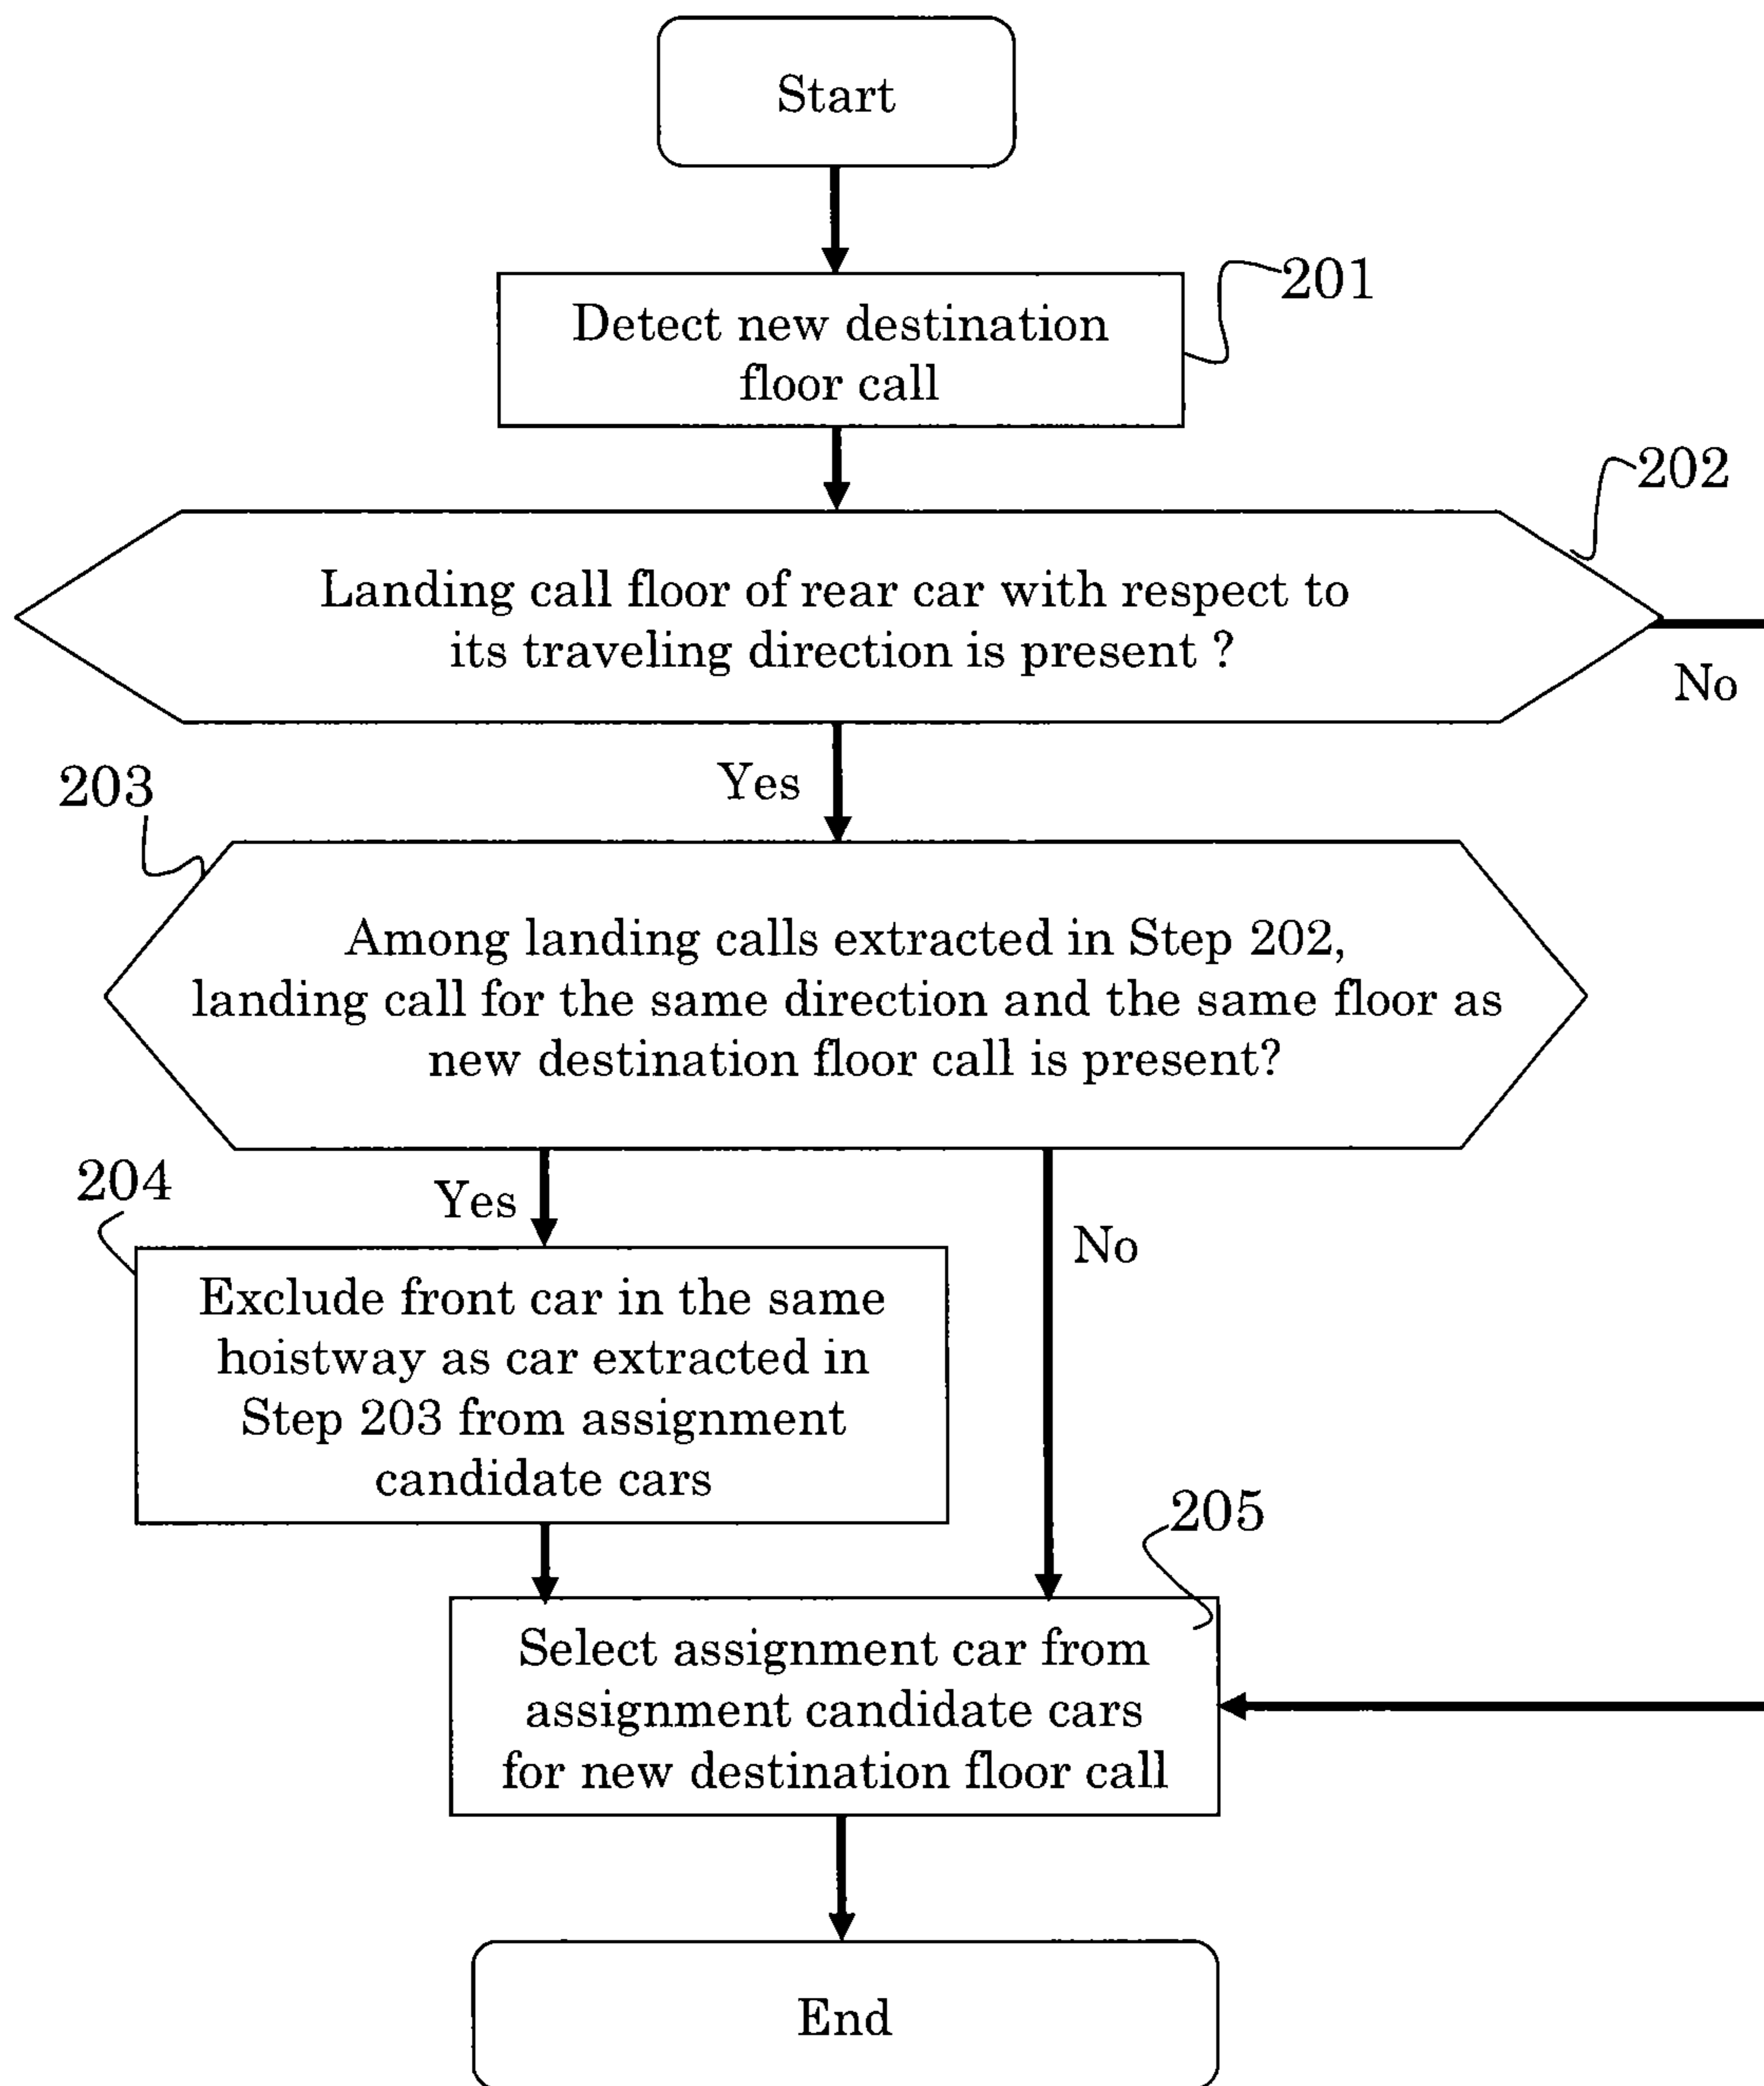 Start
201
Detect new destination
floor call
202
Landing call floor of rear car with respect to
its traveling direction is present ?
No
Yes
203
Among landing calls extracted in Step 202,
landing call for the same direction and the same floor as
new destination floor call is present?
204
Yes
No
Exclude front car in the same
hoistway as car extracted in
Step 203 from assignment
candidate cars
205
Select assignment car from
assignment candidate cars
for new destination floor call
End